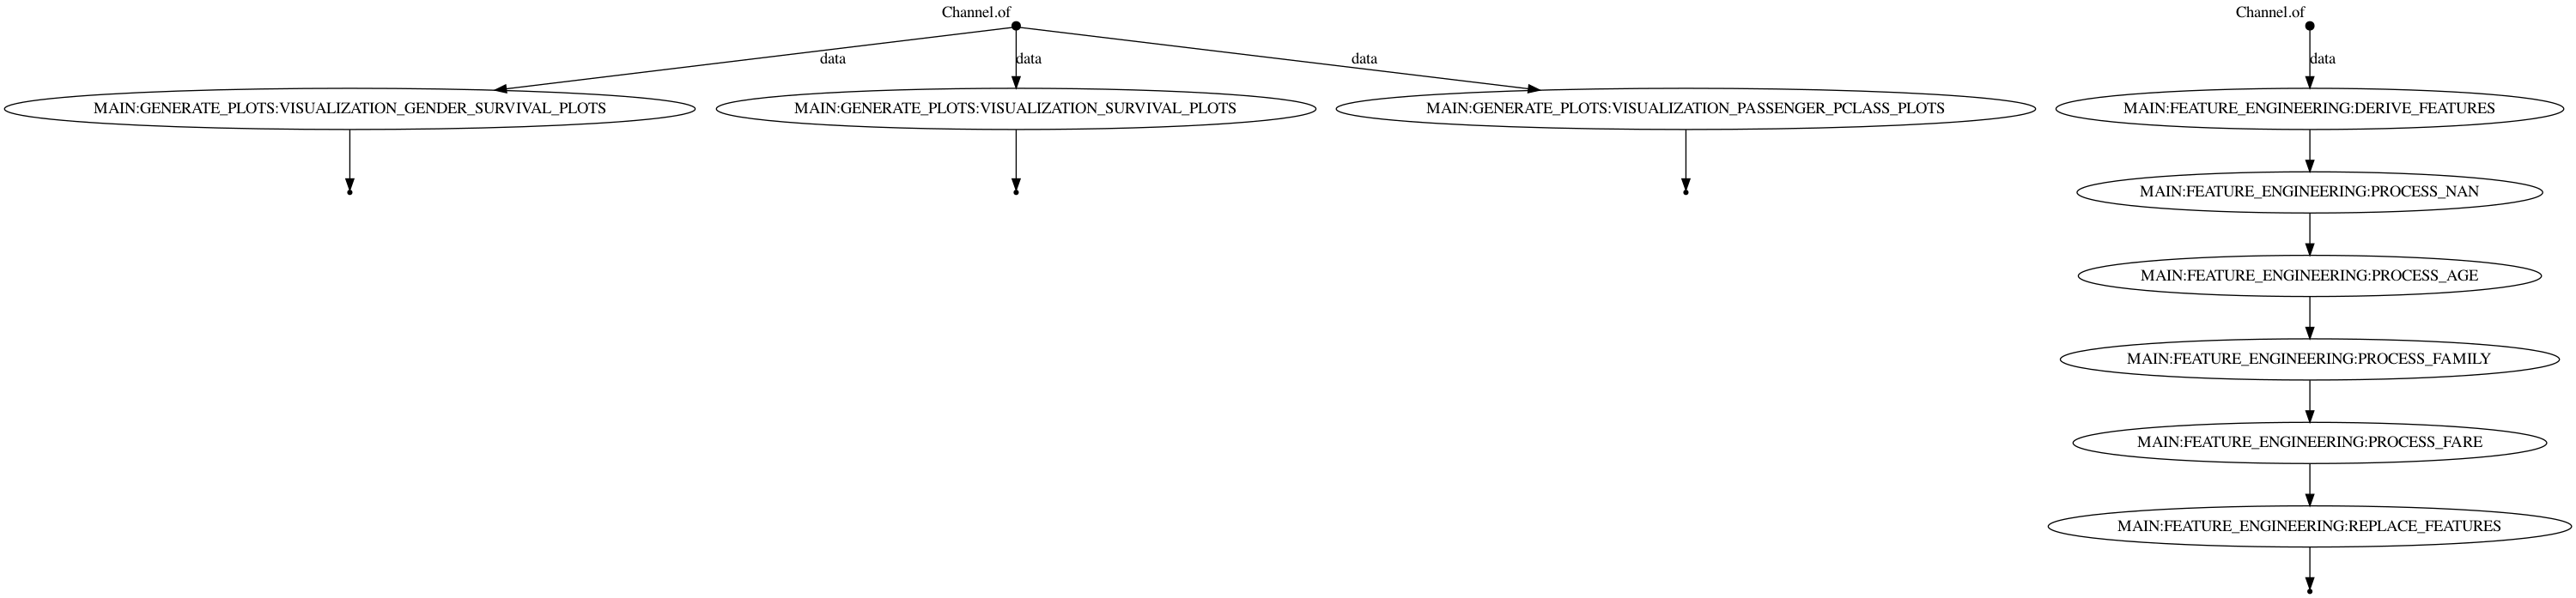 Channel.of
Channel.of
data
data
data
data
MAIN:GENERATE_PLOTS:VISUALIZATION_GENDER_SURVIVAL_PLOTS
MAIN:GENERATE_PLOTS:VISUALIZATION_SURVIVAL_PLOTS
MAIN:GENERATE_PLOTS:VISUALIZATION_PASSENGER_PCLASS_PLOTS
MAIN:FEATURE_ENGINEERING:DERIVE_FEATURES
MAIN:FEATURE_ENGINEERING:PROCESS_NAN
MAIN:FEATURE_ENGINEERING:PROCESS_AGE
MAIN:FEATURE_ENGINEERING:PROCESS_FAMILY
MAIN:FEATURE_ENGINEERING:PROCESS_FARE
MAIN:FEATURE_ENGINEERING:REPLACE_FEATURES